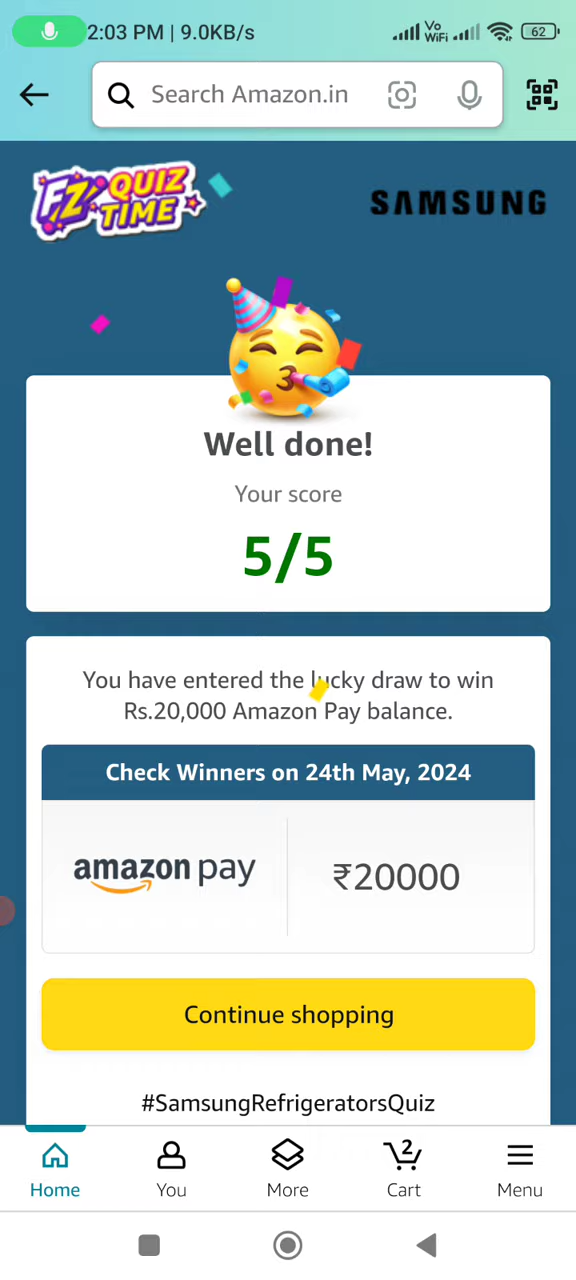 2:03 PM | 9.0KB/s Vo WiFi 62
Search Amazon.in
FZ QUIZ TIME
SAMSUNG
Well done!
Your score
5/5
You have entered the lucky draw to win
Rs.20,000 Amazon Pay balance.
Check Winners on 24th May, 2024
amazon pay
₹20000
Continue shopping
#SamsungRefrigeratorsQuiz
2
Home You More Cart Menu